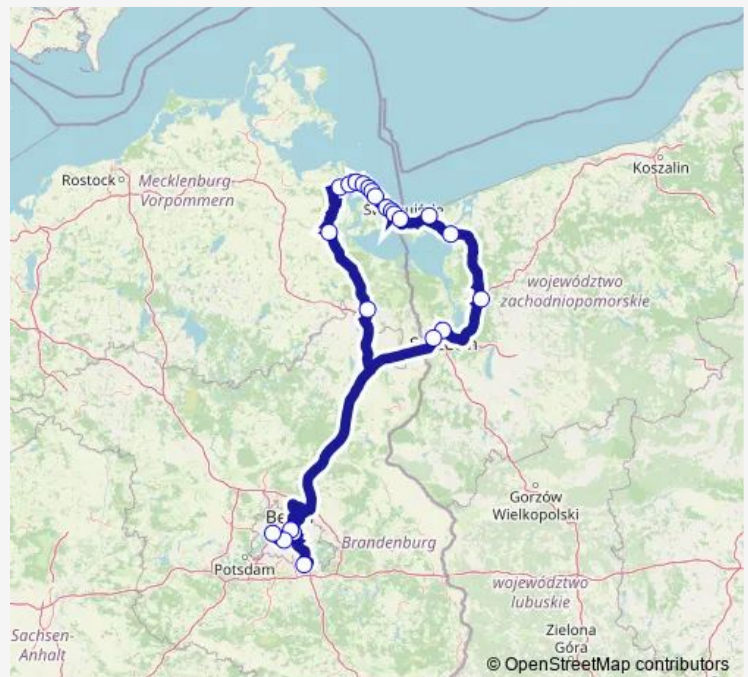 Koszalin
Rostock
Mecklenburg-
Vorpommern
województwo
zachodniopomorskie
Gorzów
Wielkopolski
Brandenburg
Potsdam
województwo
lubuskie
Sachsen-
Anhalt
Zielona
Góra
© OpenStreetMap contributors